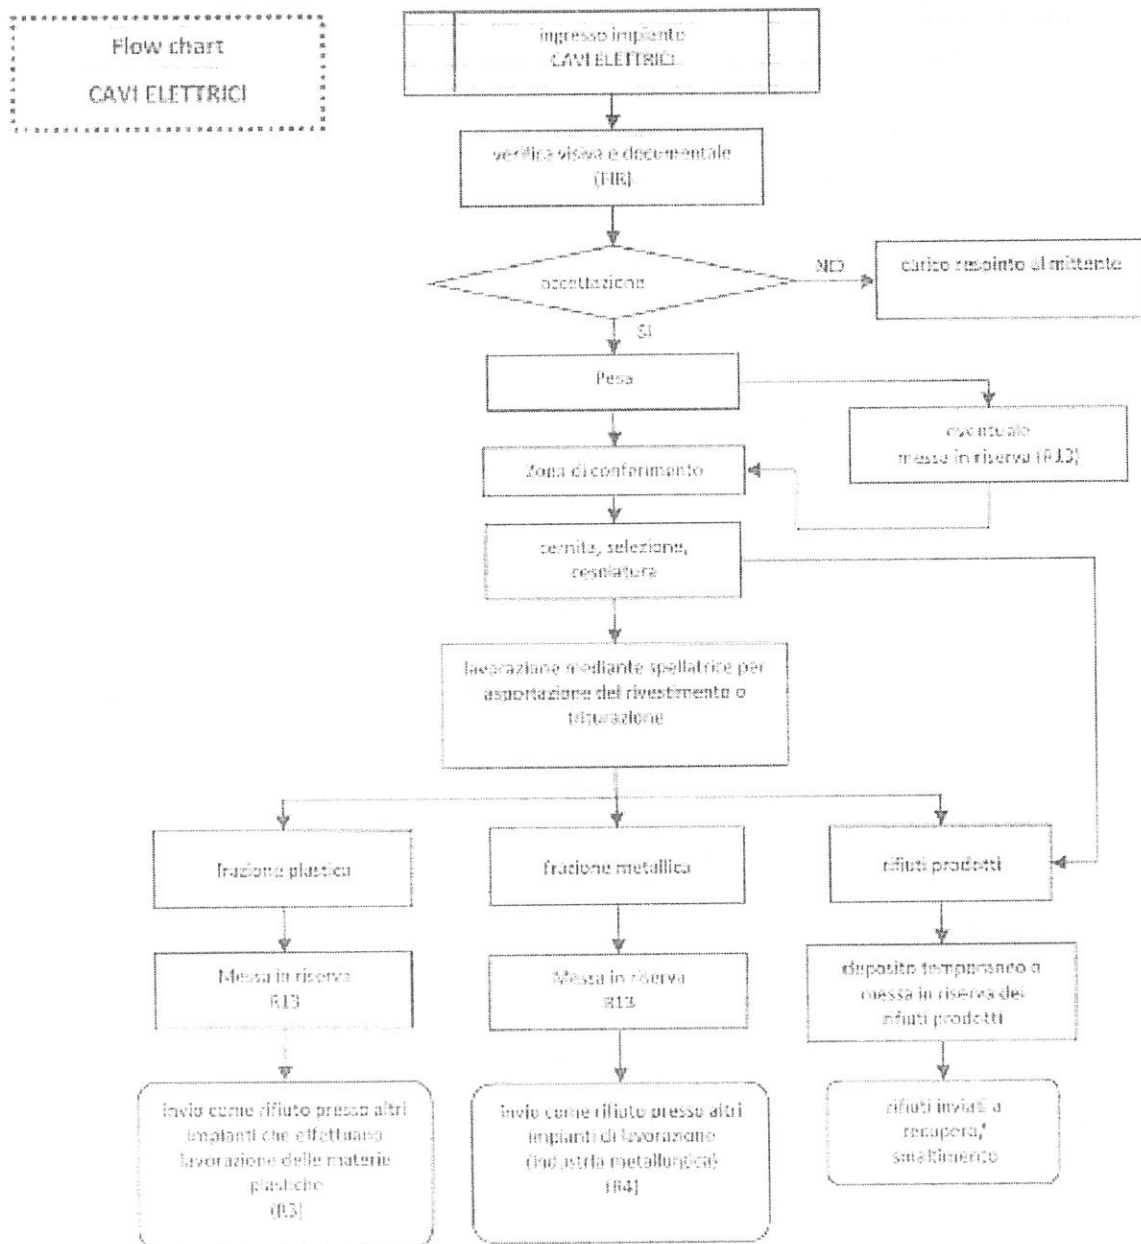 Flow chart
CAVI ELETTRICI
ingresso impianto
CAVI ELETTRICI
verifica visiva e documentale
(FIR)
accettazione
NO
carico respinto al mittente
SI
Pesa
eventuale
messa in riserva (R13)
Zona di conferimento
cernita, selezione,
cesoiatura
lavorazione mediante spellatrice per
asportazione del rivestimento o
triturazione
frazione plastica
frazione metallica
rifiuti prodotti
Messa in riserva
R13
Messa in riserva
R13
deposito temporaneo o
messa in riserva dei
rifiuti prodotti
invio come rifiuto presso altri
impianti che effettuano
lavorazione delle materie
plastiche
(R3)
invio come rifiuto presso altri
impianti di lavorazione
(industria metallurgica)
(R4)
rifiuti inviati a
recupero/
smaltimento